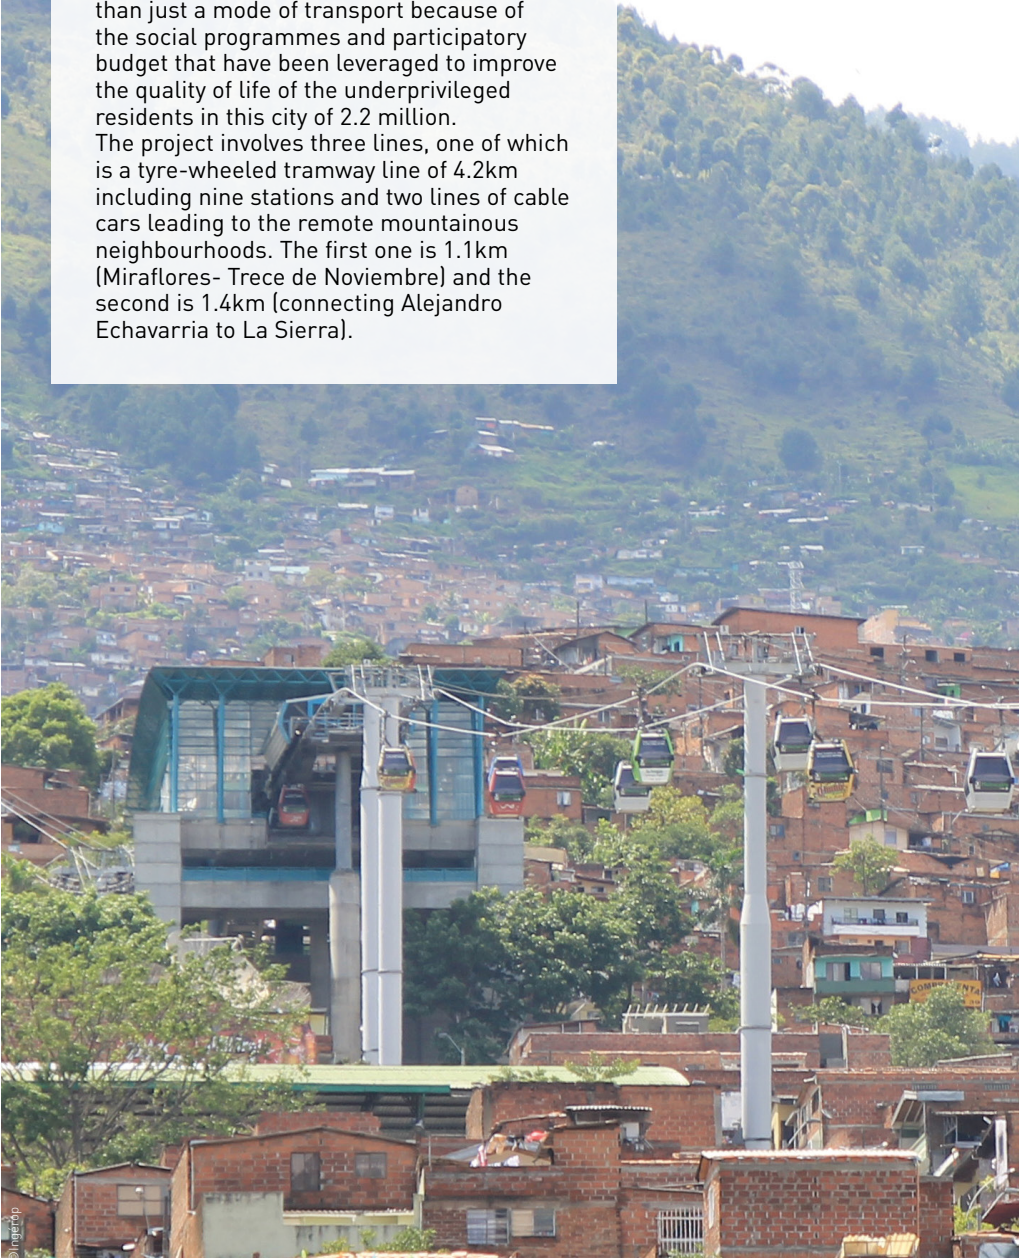 than just a mode of transport because of
the social programmes and participatory
budget that have been leveraged to improve
the quality of life of the underprivileged
residents in this city of 2.2 million.
The project involves three lines, one of which
is a tyre-wheeled tramway line of 4.2km
including nine stations and two lines of cable
cars leading to the remote mountainous
neighbourhoods. The first one is 1.1km
(Miraflores- Trece de Noviembre) and the
second is 1.4km (connecting Alejandro
Echavarria to La Sierra).
©Ingerop